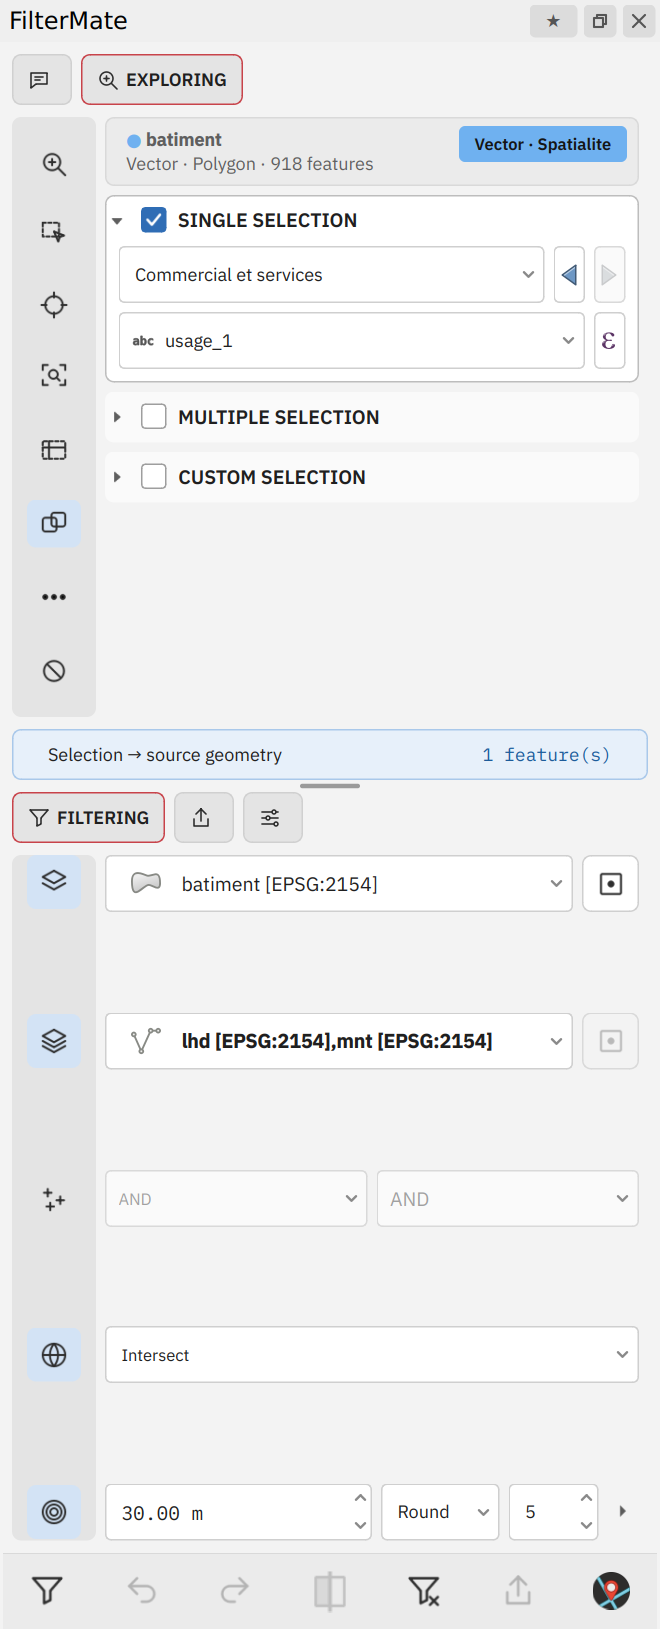 FilterMate
EXPLORING
batiment
Vector · Polygon · 918 features
Vector · Spatialite
SINGLE SELECTION
Commercial et services
abc usage_1
ε
MULTIPLE SELECTION
CUSTOM SELECTION
Selection → source geometry
1 feature(s)
FILTERING
batiment [EPSG:2154]
lhd [EPSG:2154],mnt [EPSG:2154]
AND
AND
Intersect
30.00 m
Round
5